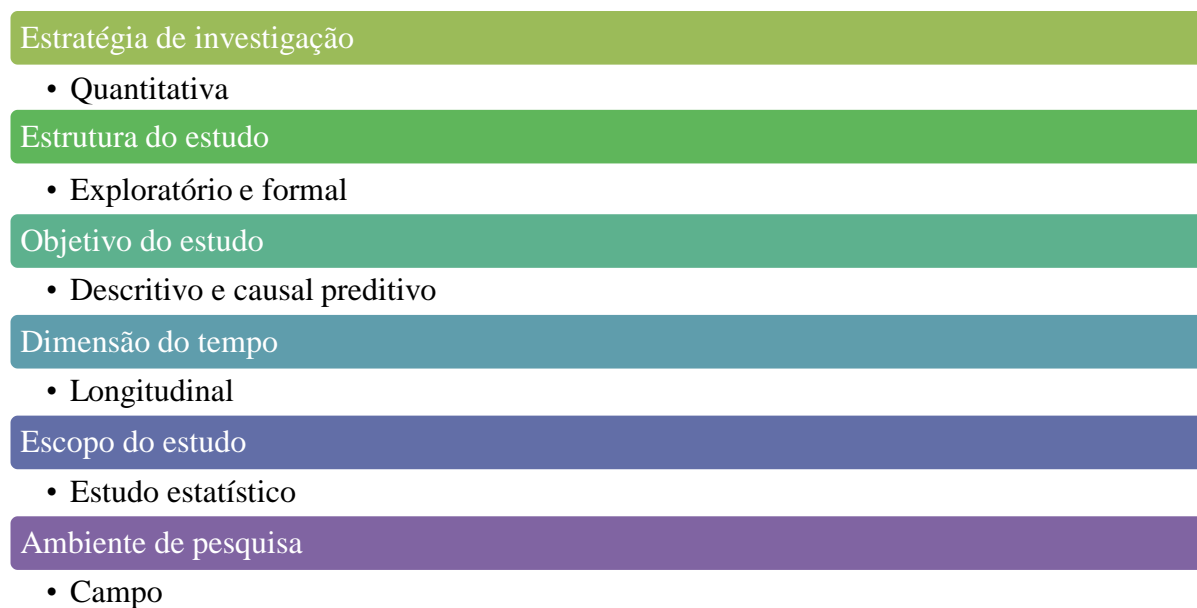 Estratégia de investigação
• Quantitativa
Estrutura do estudo
• Exploratório e formal
Objetivo do estudo
• Descritivo e causal preditivo
Dimensão do tempo
• Longitudinal
Escopo do estudo
• Estudo estatístico
Ambiente de pesquisa
• Campo